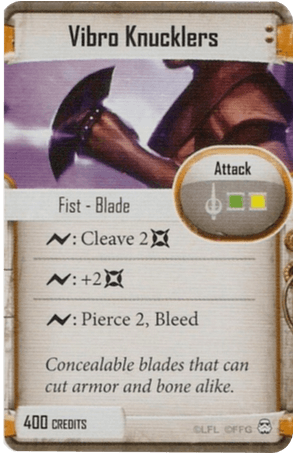 Vibro Knucklers
Attack
Fist - Blade
: Cleave 2
: +2
: Pierce 2, Bleed
Concealable blades that can
cut armor and bone alike.
400 CREDITS
©LFL ©FFG